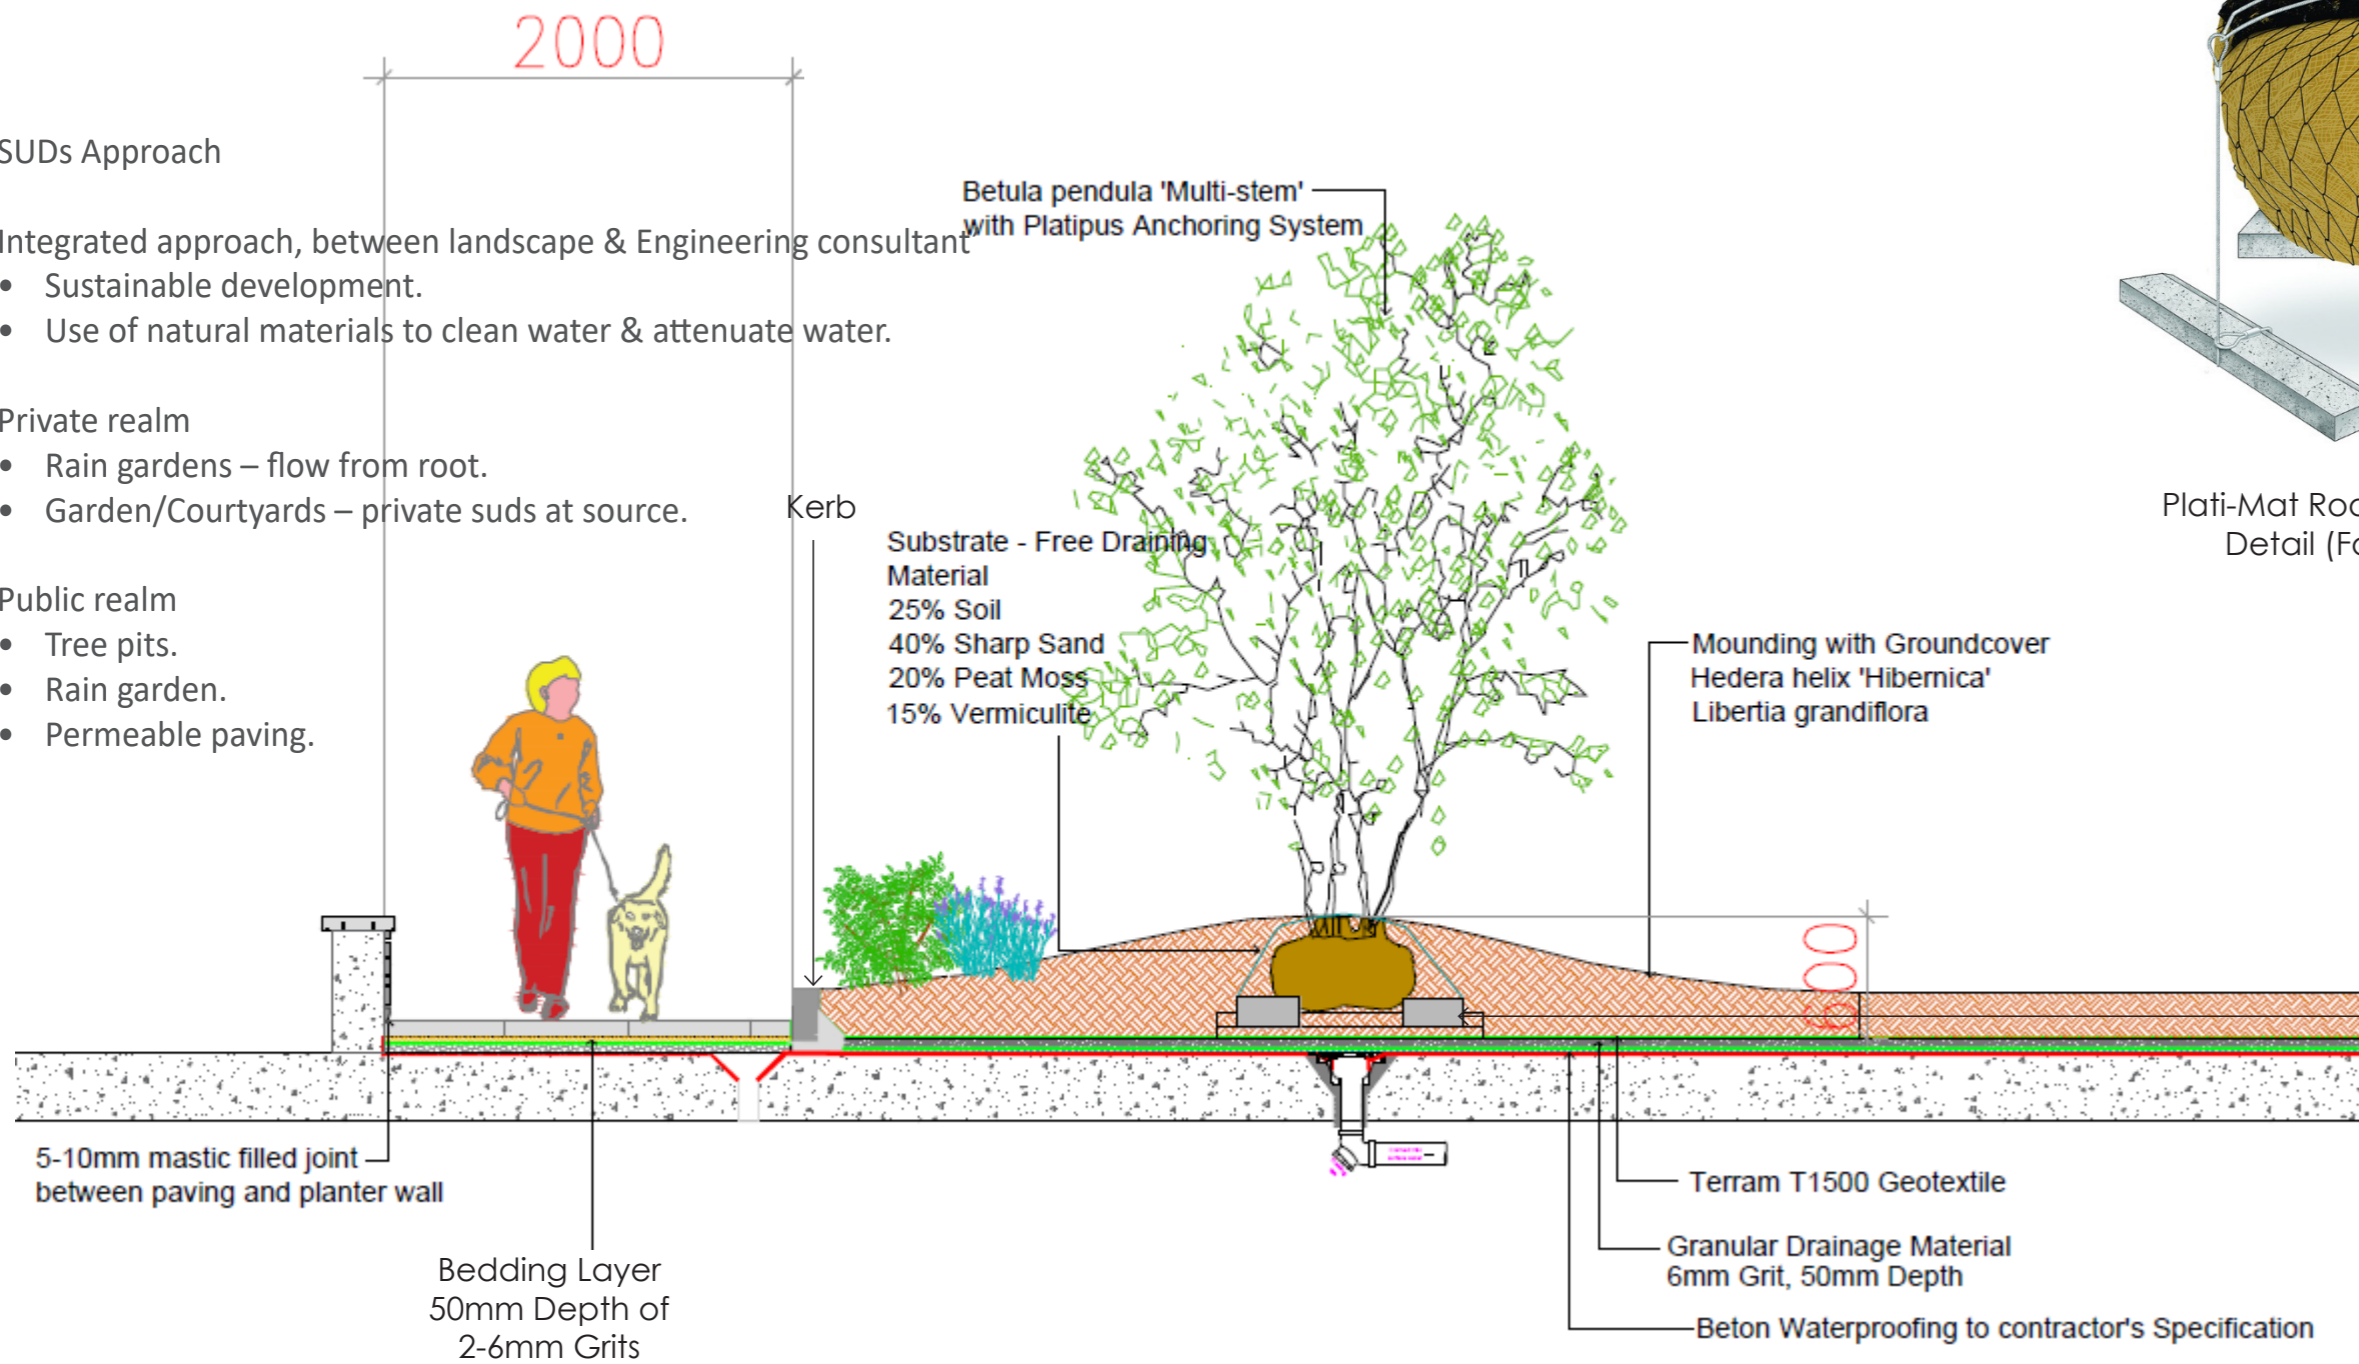 2000
SUDs Approach
Integrated approach, between landscape & Engineering consultant
• Sustainable development.
• Use of natural materials to clean water & attenuate water.
Private realm
• Rain gardens – flow from root.
• Garden/Courtyards – private suds at source.
Public realm
• Tree pits.
• Rain garden.
• Permeable paving.
Betula pendula 'Multi-stem'
with Platipus Anchoring System
Kerb
Substrate - Free Draining
Material
25% Soil
40% Sharp Sand
20% Peat Moss
15% Vermiculite
Plati-Mat
Detail
Mounding with Groundcover
Hedera helix 'Hibernica'
Libertia grandiflora
600
5-10mm mastic filled joint
between paving and planter wall
Bedding Layer
50mm Depth of
2-6mm Grits
Terram T1500 Geotextile
Granular Drainage Material
6mm Grit, 50mm Depth
Beton Waterproofing to contractor's Specification